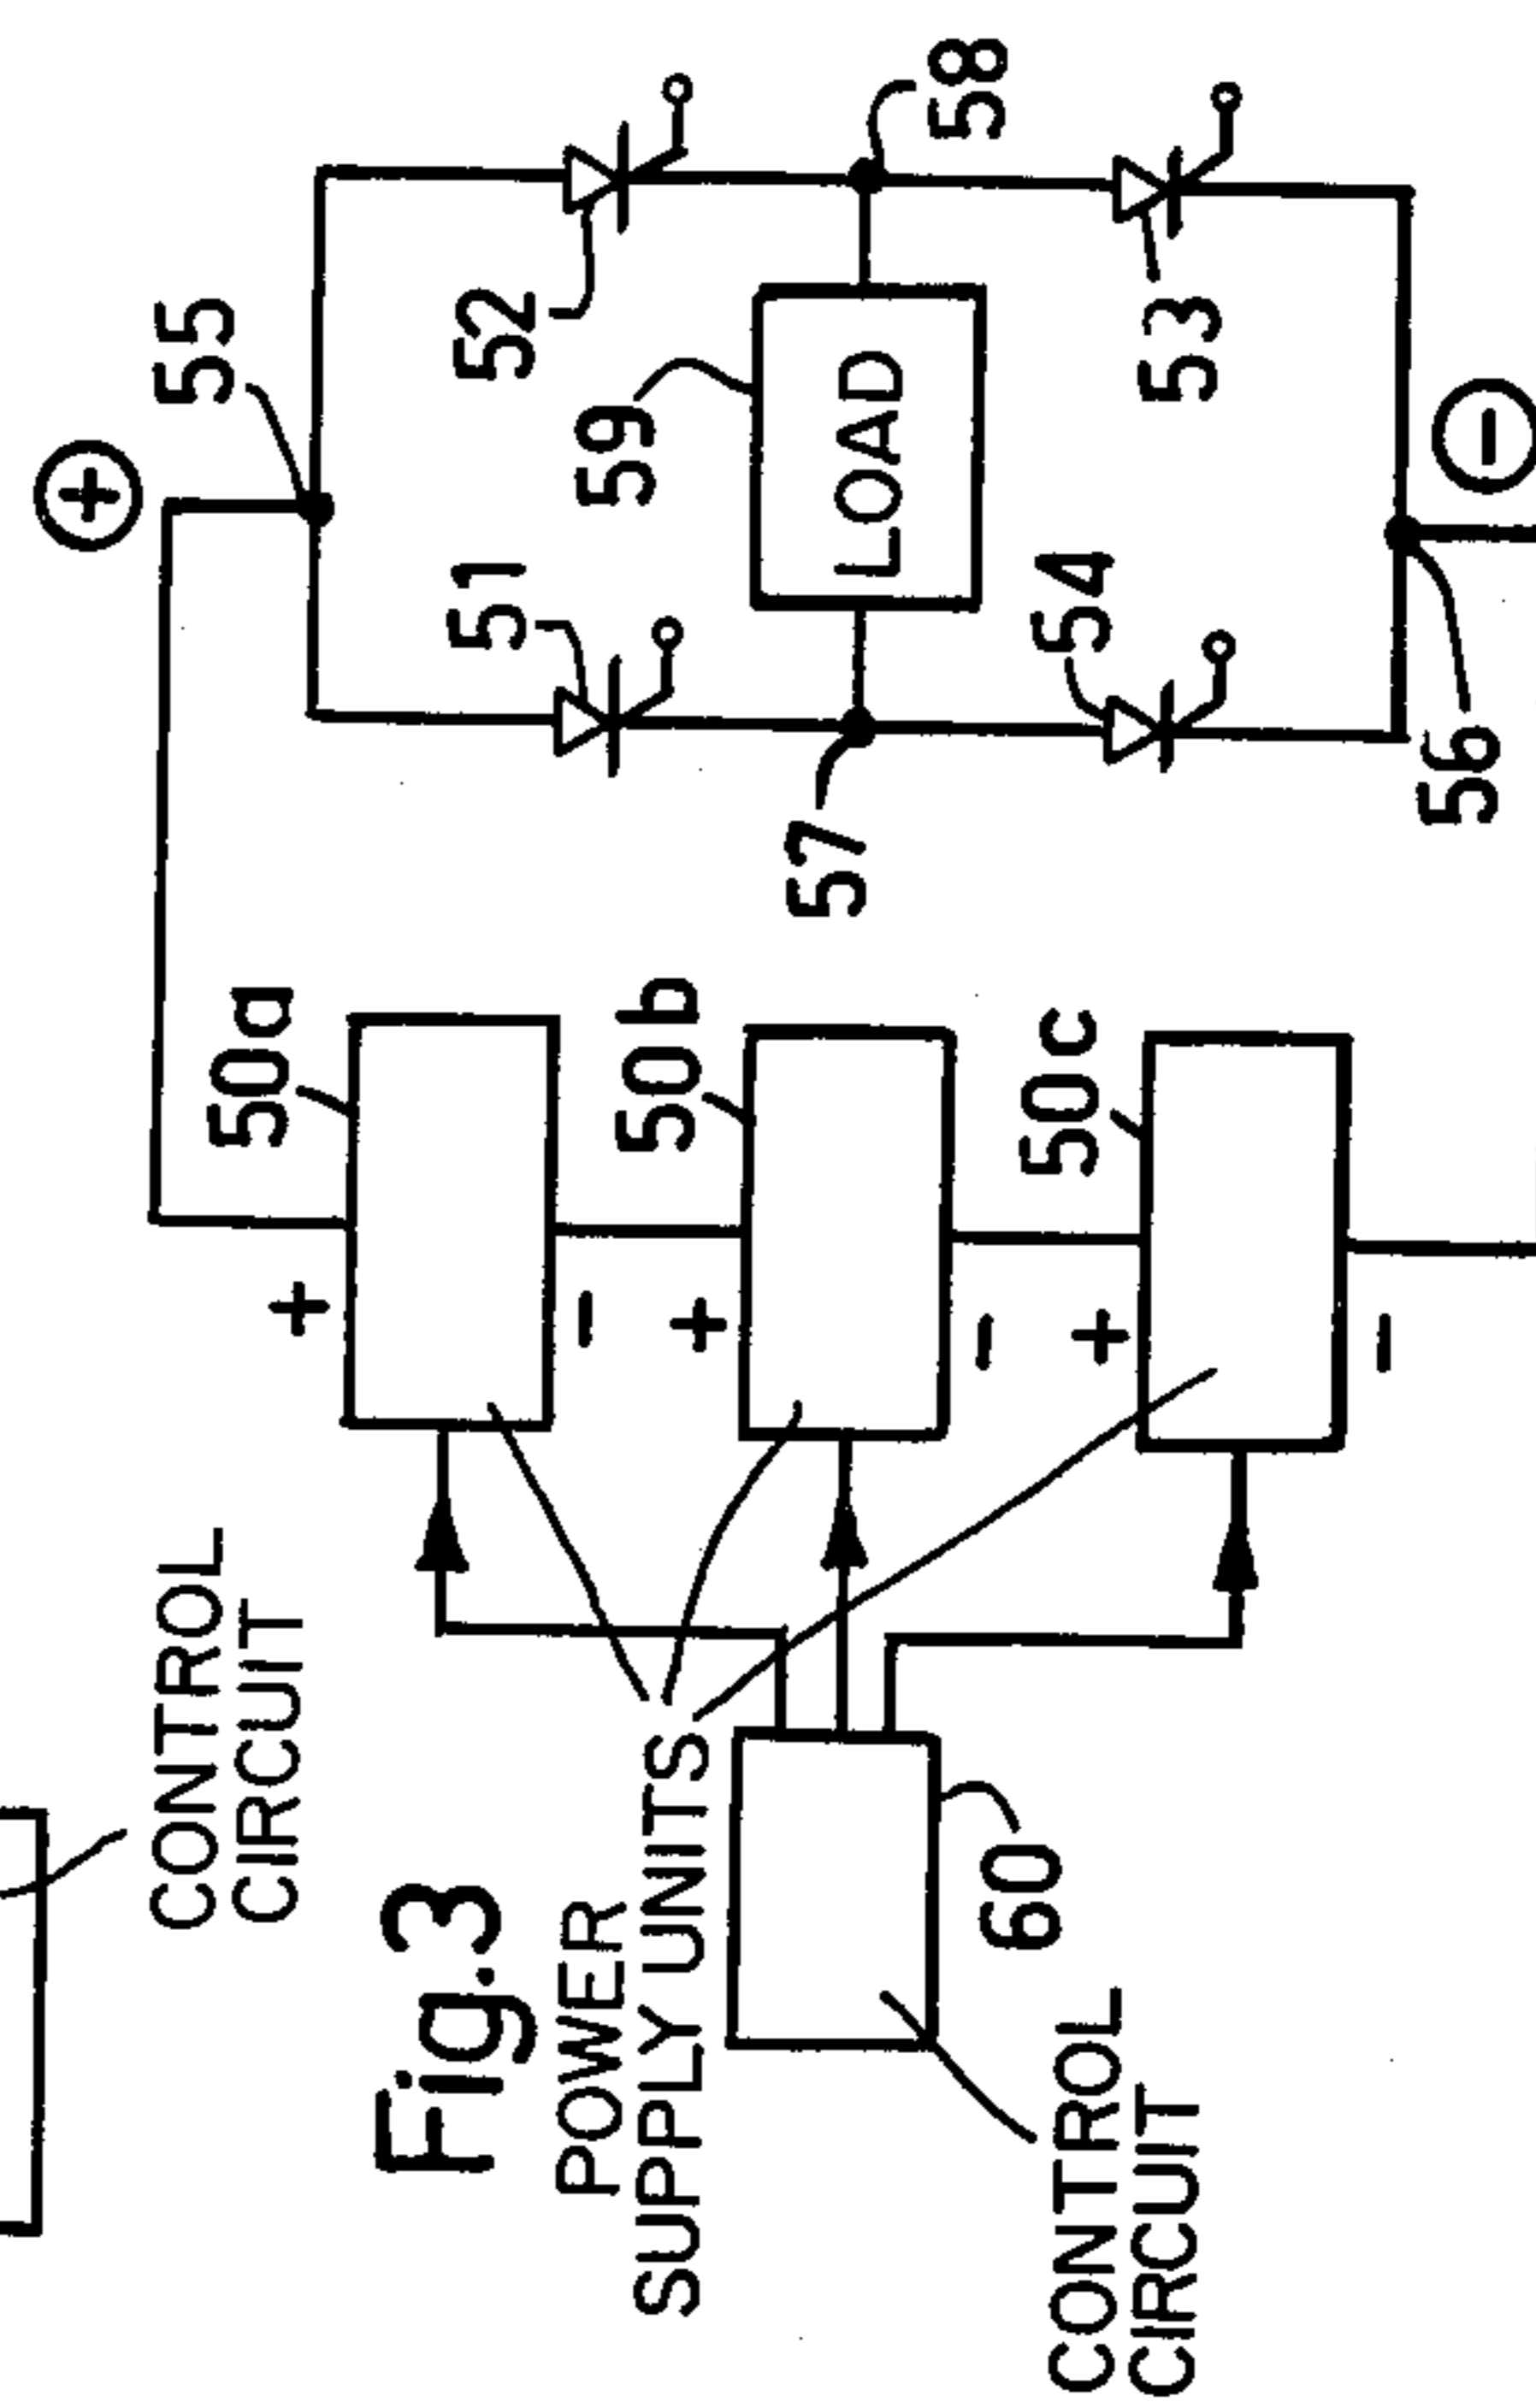 CONTROL
CIRCUIT
Fig.3
POWER
SUPPLY UNITS
CONTROL
CIRCUIT
60
50a
+
−
50b
+
−
50c
+
−
+
55
51
52
57
59
LOAD
58
54
53
56
−